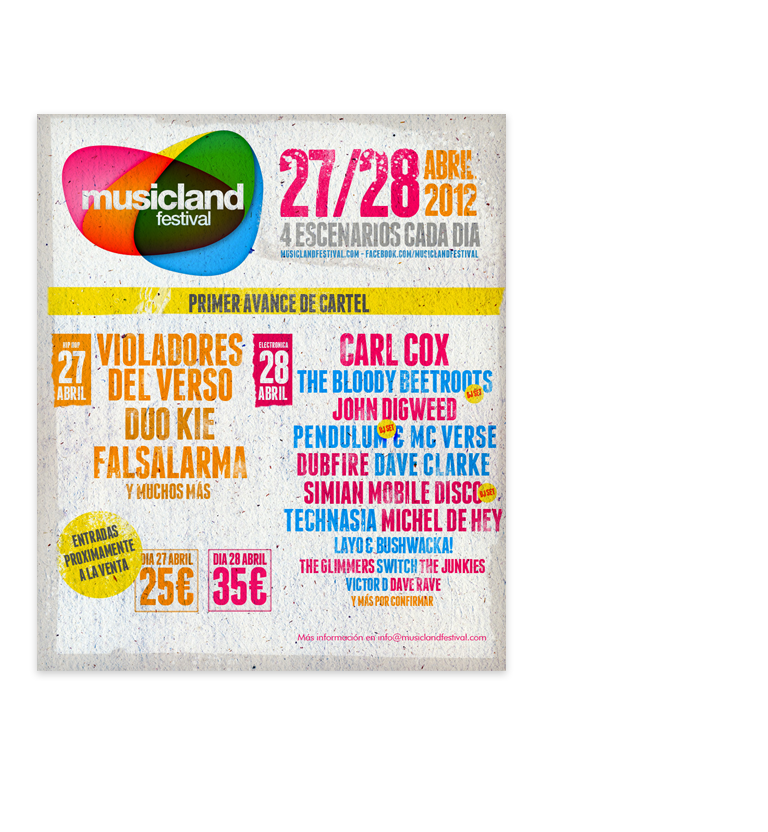 musicland
festival
27/28 ABRIL 2012
4 ESCENARIOS CADA DIA
MUSICLANDFESTIVAL.COM - FACEBOOK.COM/MUSICLANDFESTIVAL
PRIMER AVANCE DE CARTEL
HIP HOP
27
ABRIL
VIOLADORES
DEL VERSO
DUO KIE
FALSALARMA
Y MUCHOS MÁS
ELECTRONICA
28
ABRIL
CARL COX
THE BLOODY BEETROOTS
DJ SET
JOHN DIGWEED
PENDULUM & MC VERSE
DJ SET
DUBFIRE DAVE CLARKE
SIMIAN MOBILE DISCO
DJ SET
TECHNASIA MICHEL DE HEY
LAYO & BUSHWACKA!
THE GLIMMERS SWITCH THE JUNKIES
VICTOR D DAVE RAVE
Y MÁS POR CONFIRMAR
ENTRADAS
PROXIMAMENTE
A LA VENTA
DIA 27 ABRIL
25€
DIA 28 ABRIL
35€
Más información en info@musiclandfestival.com